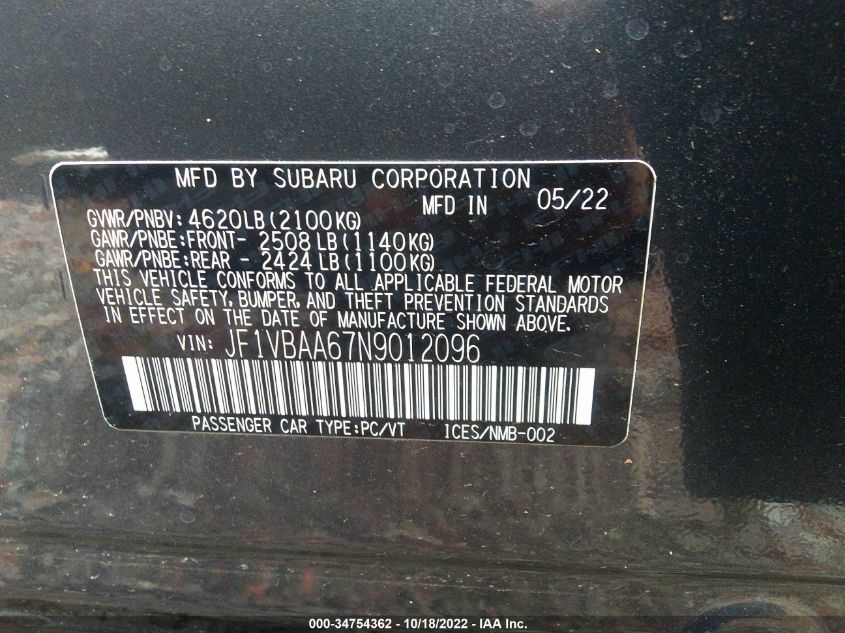 MFD BY SUBARU CORPORATION
MFD IN 05/22
GVWR/PNBV: 4620LB(2100KG)
GAWR/PNBE:FRONT- 2508 LB(1140KG)
GAWR/PNBE:REAR - 2424 LB(1100KG)
THIS VEHICLE CONFORMS TO ALL APPLICABLE FEDERAL MOTOR
VEHICLE SAFETY, BUMPER, AND THEFT PREVENTION STANDARDS
IN EFFECT ON THE DATE OF MANUFACTURE SHOWN ABOVE.
VIN: JF1VBAA67N9012096
PASSENGER CAR TYPE:PC/VT ICES/NMB-002
000-34754362 - 10/18/2022 - IAA Inc.